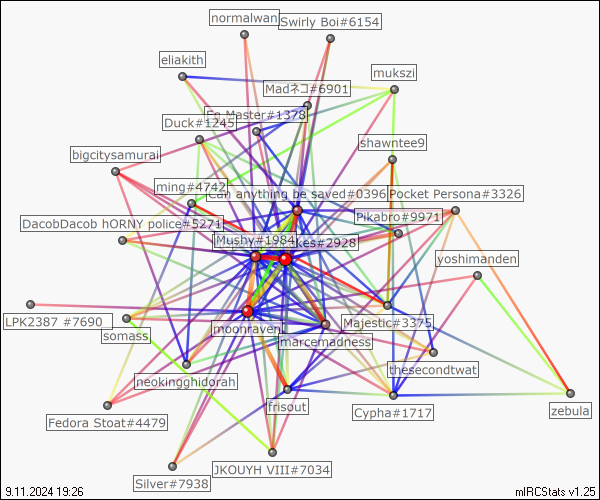 normalwan
Swirly Boi#6154
eliakith
Madネコ#6901
mukszi
Fn Master#1378
Duck#1245
shawntee9
bigcitysamurai
ming#4742
Can anything be saved#0396
Pocket Persona#3326
DacobDacob hORNY police#5271
Pikabro#9971
Mushy#1984
kes#2928
yoshimanden
LPK2387 #7690
somass
moonraven
Majestic#3375
marcemadness
neokingghidorah
thesecondtwat
frisout
Cypha#1717
zebula
Fedora Stoat#4479
JKOUYH VIII#7034
Silver#7938
9.11.2024 19:26
mIRCStats v1.25